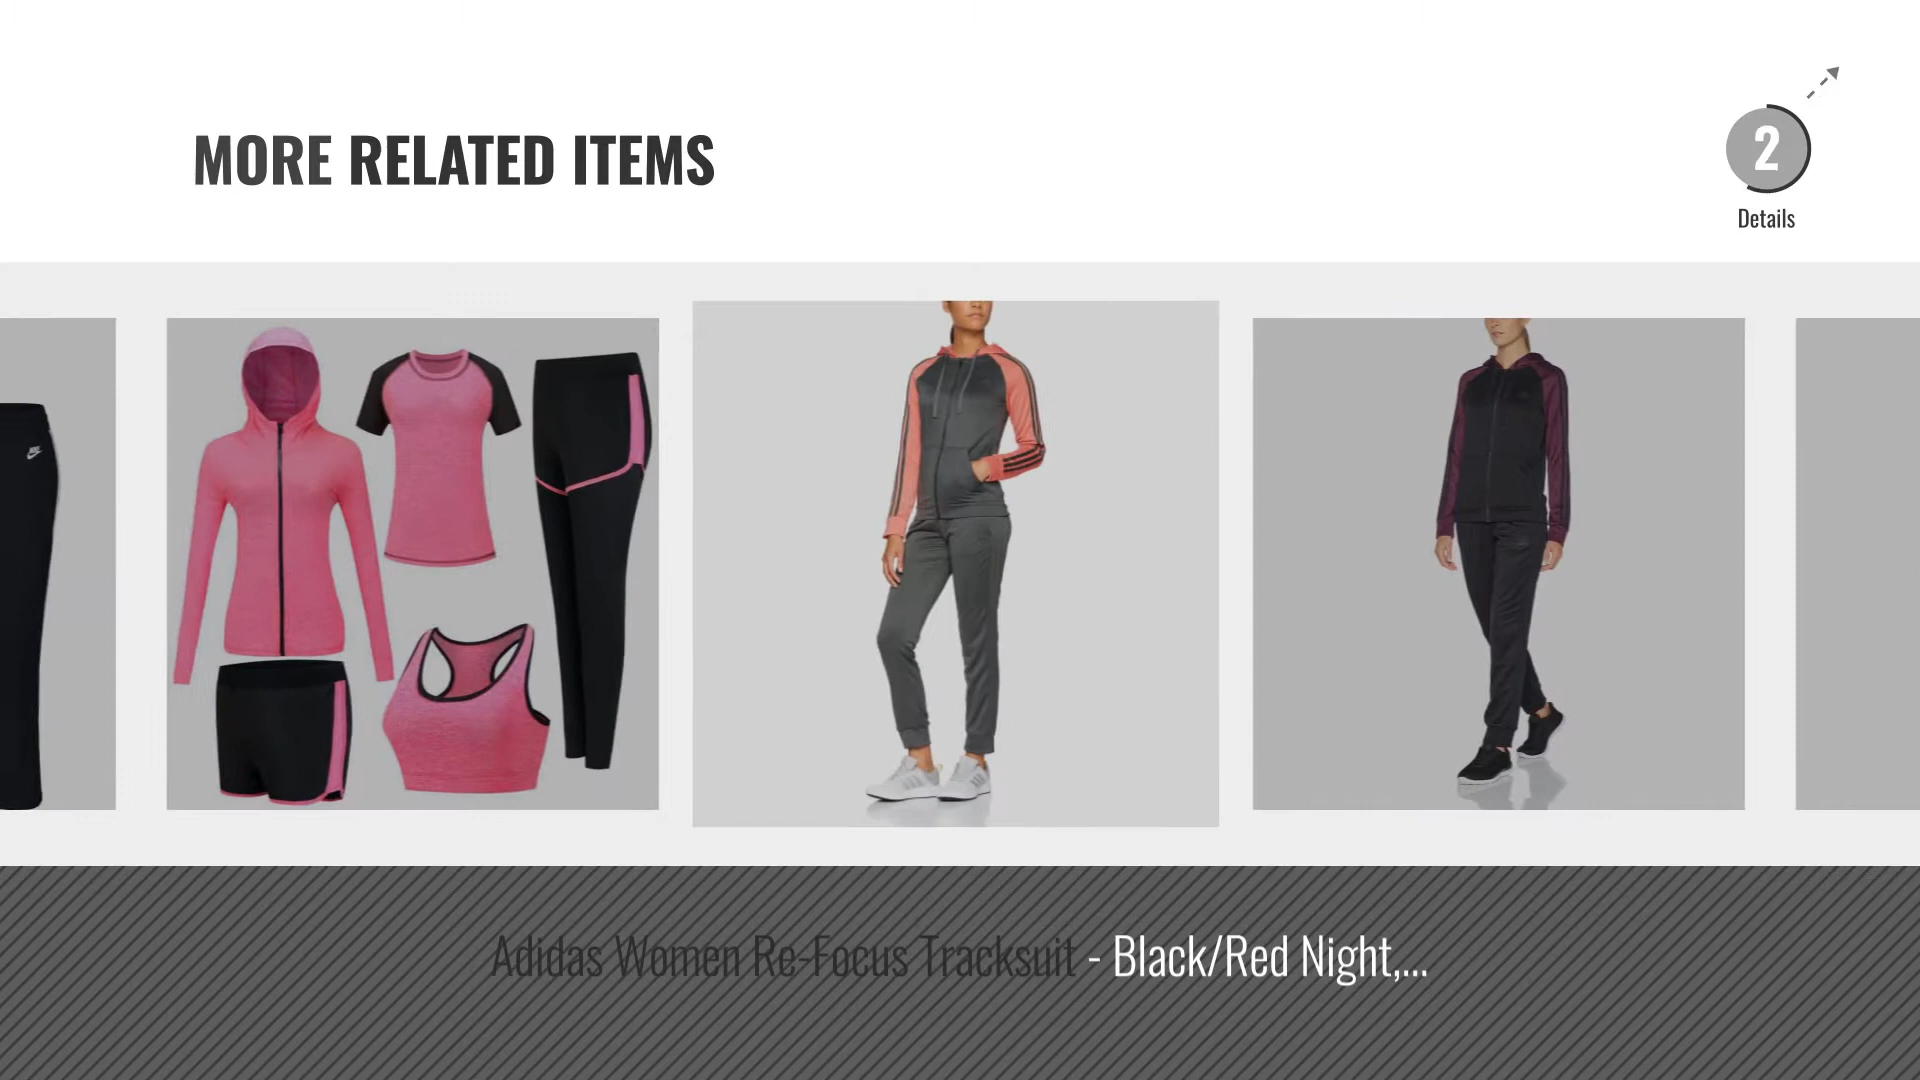 MORE RELATED ITEMS
2
Details
Adidas Women Re-Focus Tracksuit - Black/Red Night,...